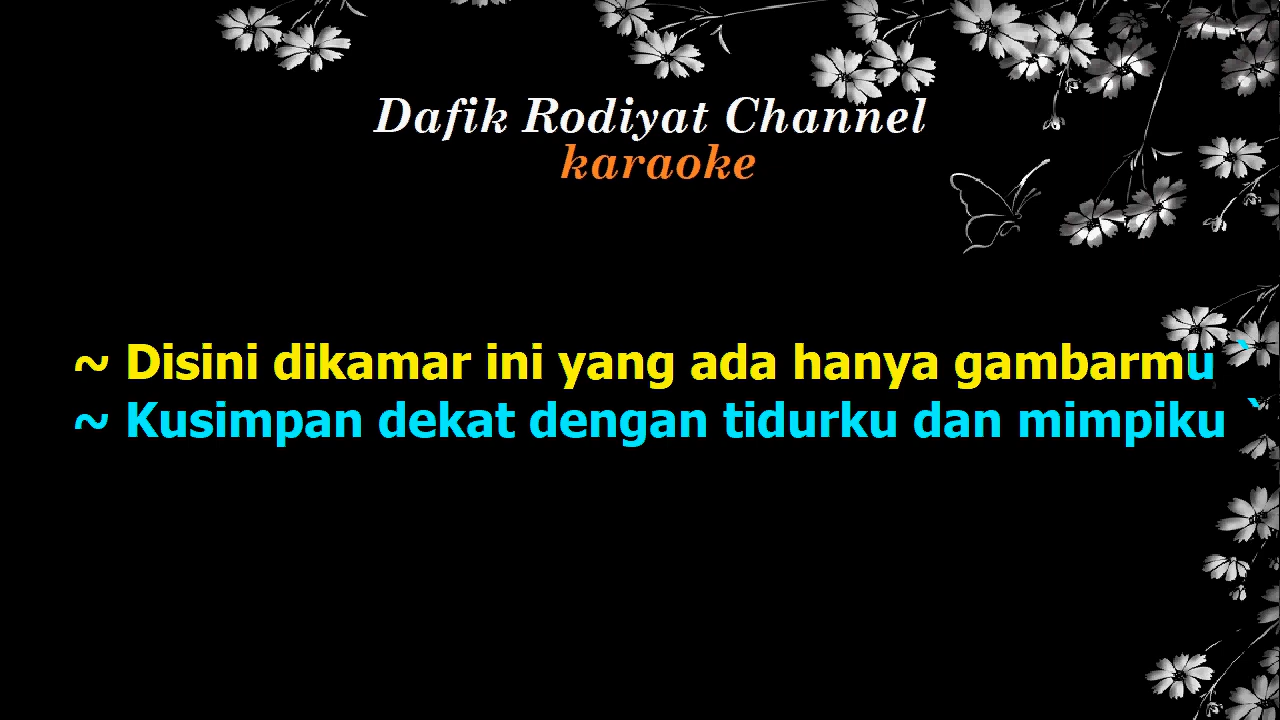 Dafik Rodiyat Channel
karaoke
~ Disini dikamar ini yang ada hanya gambarmu `
~ Kusimpan dekat dengan tidurku dan mimpiku `